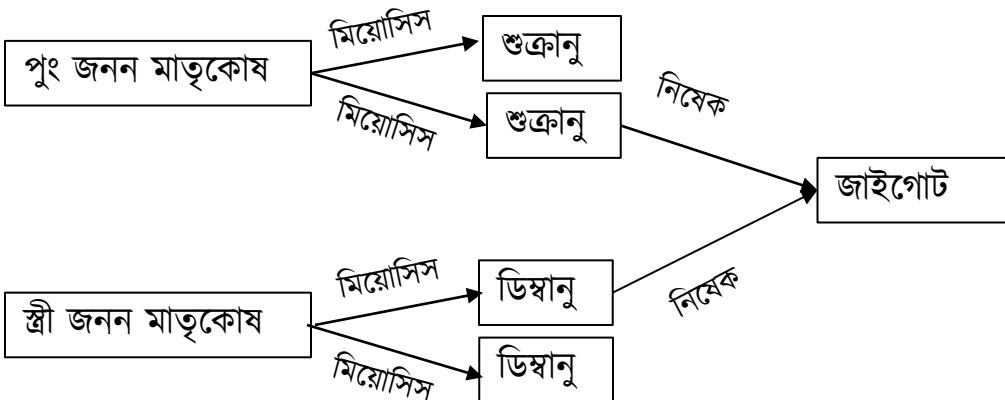 মিয়োসিস
শুক্রানু
পুং জনন মাতৃকোষ
মিয়োসিস
শুক্রানু
নিষেক
জাইগোট
মিয়োসিস
ডিম্বানু
নিষেক
স্ত্রী জনন মাতৃকোষ
মিয়োসিস
ডিম্বানু